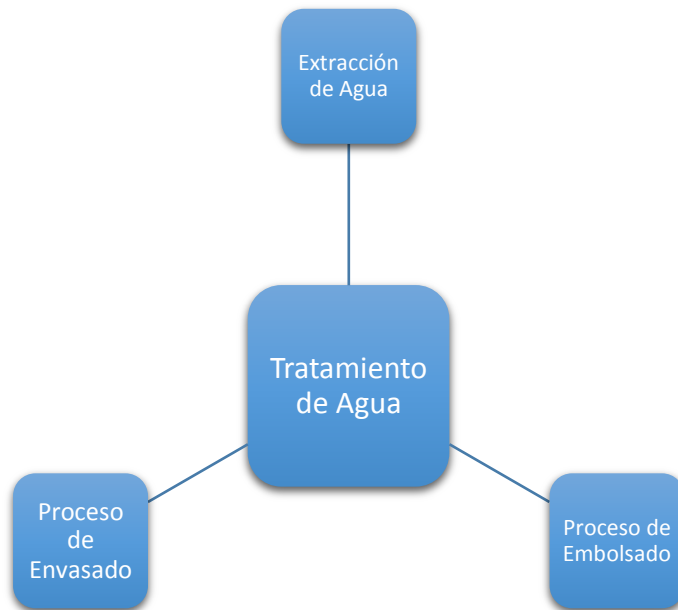 Extracción
de Agua
Tratamiento
de Agua
Proceso
de
Envasado
Proceso de
Embolsado